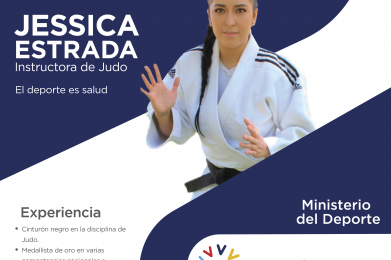 JESSICA
ESTRADA
Instructora de Judo
El deporte es salud
Ministerio
del Deporte
Experiencia
• Cinturón negro en la disciplina de
Judo.
• Medallista de oro en varias